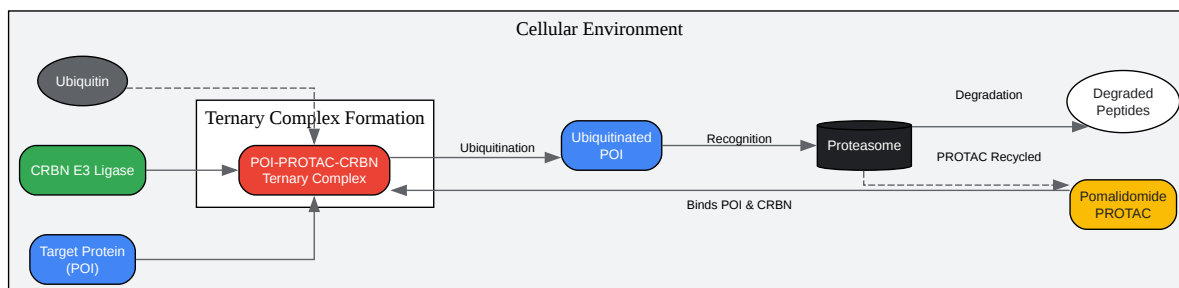 Cellular Environment
Ubiquitin
Ternary Complex Formation
CRBN E3 Ligase
POI-PROTAC-CRBN
Ternary Complex
Target Protein
(POI)
Ubiquitination
Ubiquitinated
POI
Recognition
Proteasome
Degradation
Degraded
Peptides
PROTAC Recycled
Binds POI & CRBN
Pomalidomide
PROTAC